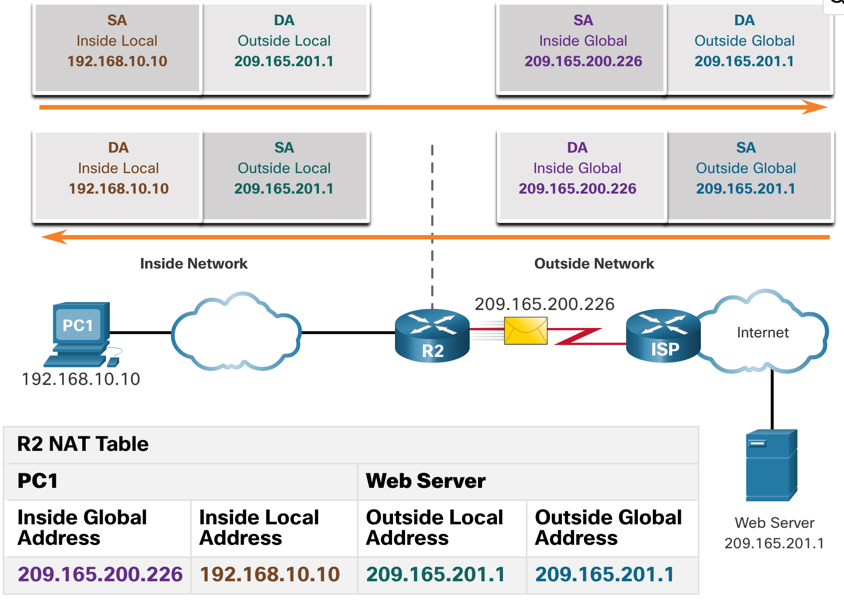 SA
Inside Local
192.168.10.10
DA
Outside Local
209.165.201.1
SA
Inside Global
209.165.200.226
DA
Outside Global
209.165.201.1
DA
Inside Local
192.168.10.10
SA
Outside Local
209.165.201.1
DA
Inside Global
209.165.200.226
SA
Outside Global
209.165.201.1
Inside Network
Outside Network
209.165.200.226
PC1
R2
ISP
Internet
192.168.10.10
R2 NAT Table
PC1
Web Server
Inside Global
Address
Inside Local
Address
Outside Local
Address
Outside Global
Address
209.165.200.226
192.168.10.10
209.165.201.1
209.165.201.1
Web Server
209.165.201.1